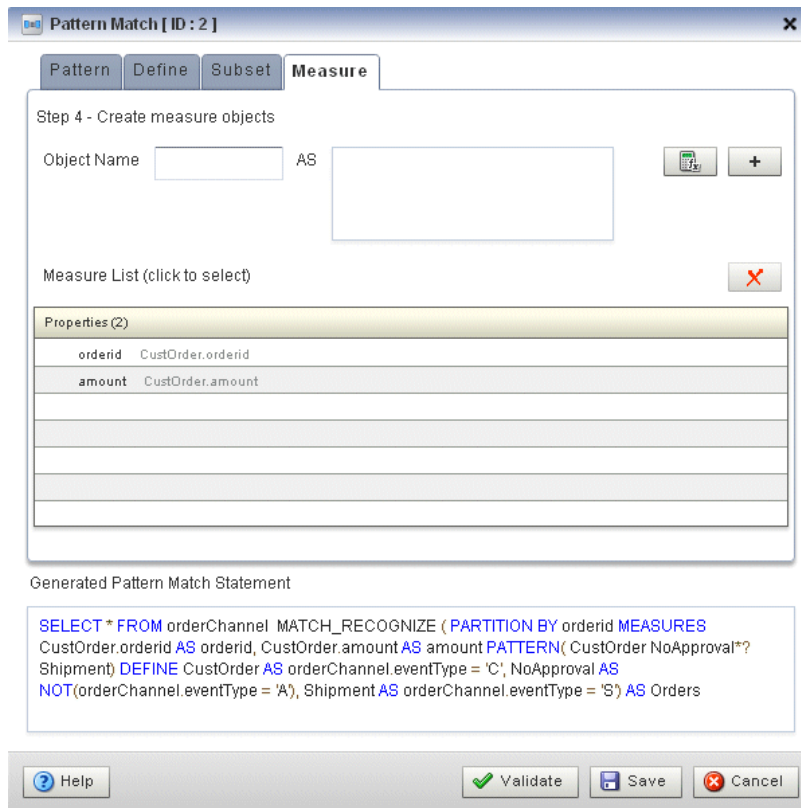 Pattern Match [ ID : 2 ]
Pattern Define Subset Measure
Step 4 - Create measure objects
Object Name AS
+
Measure List (click to select)
Properties (2)
orderid CustOrder.orderid
amount CustOrder.amount
Generated Pattern Match Statement
SELECT * FROM orderChannel MATCH_RECOGNIZE ( PARTITION BY orderid MEASURES
CustOrder.orderid AS orderid, CustOrder.amount AS amount PATTERN( CustOrder NoApproval*?
Shipment) DEFINE CustOrder AS orderChannel.eventType = 'C', NoApproval AS
NOT(orderChannel.eventType = 'A'), Shipment AS orderChannel.eventType = 'S') AS Orders
? Help Validate Save Cancel